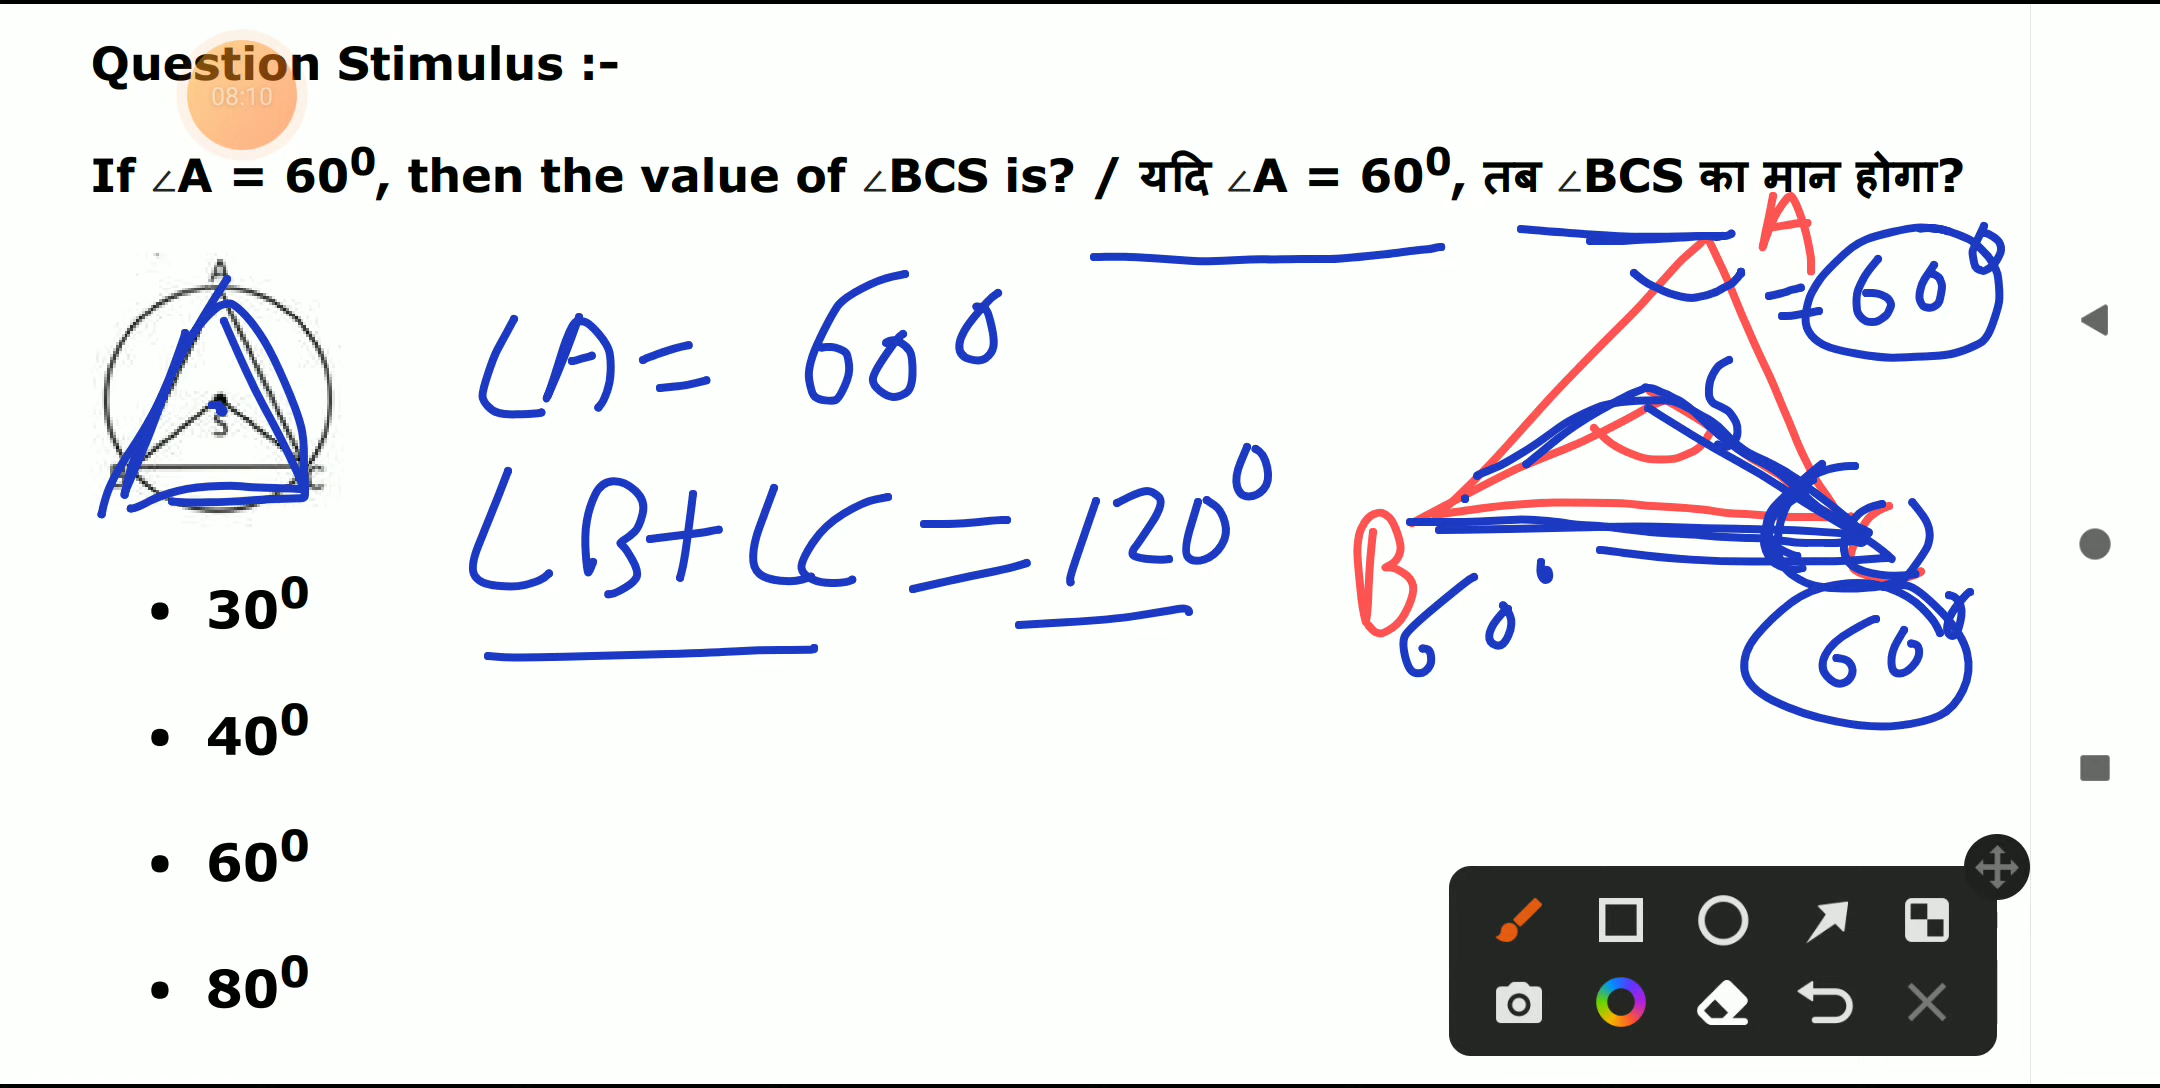 Question Stimulus :-
08:10
If ∠A = 60⁰, then the value of ∠BCS is? / यदि ∠A = 60⁰, तब ∠BCS का मान होगा?
A
S
∠A = 60⁰
∠B + ∠C = 120⁰
A = 60⁰
S
B
60⁰
C
60⁰
• 30⁰
• 40⁰
• 60⁰
• 80⁰